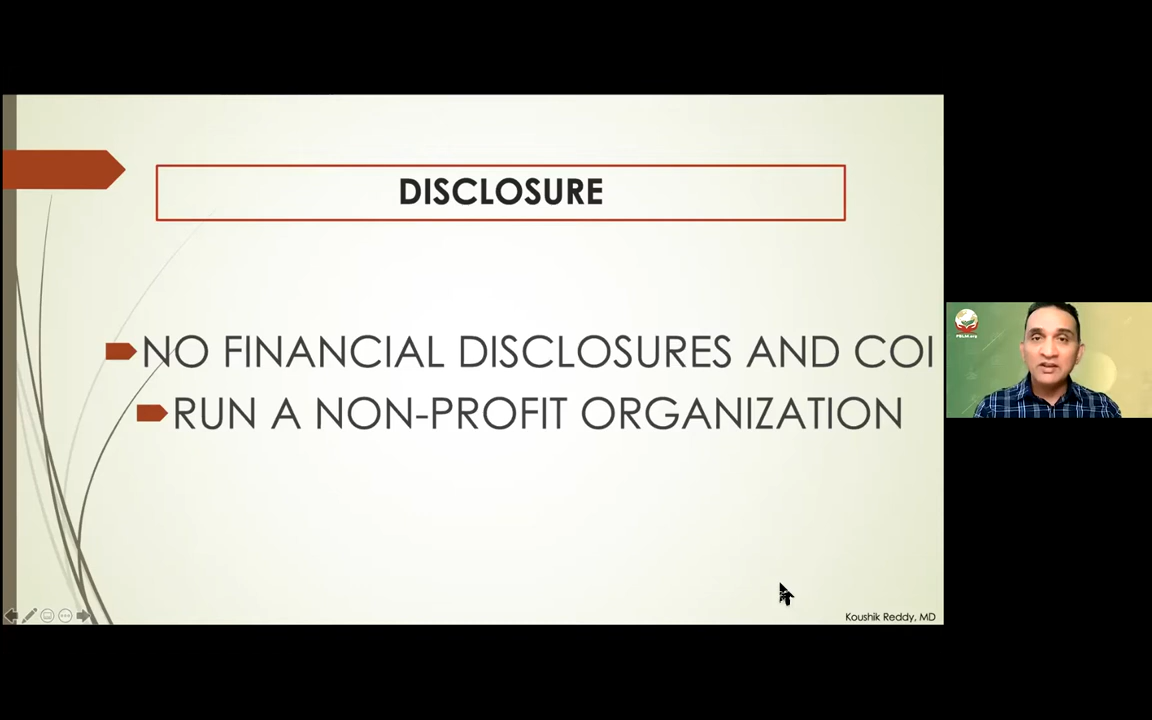 DISCLOSURE
NO FINANCIAL DISCLOSURES AND COI
RUN A NON-PROFIT ORGANIZATION
Koushik Reddy, MD